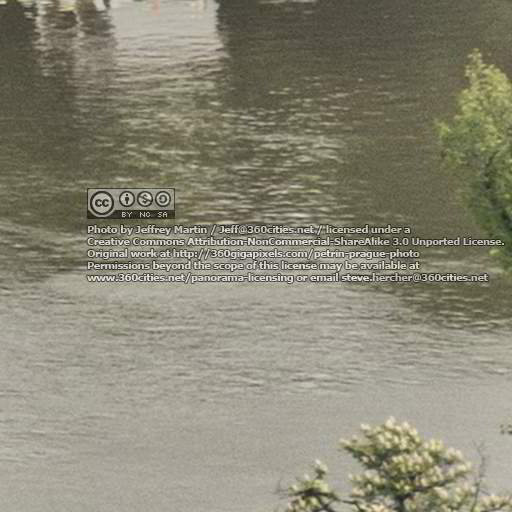 cc BY NC SA
Photo by Jeffrey Martin / Jeff@360cities.net / licensed under a
Creative Commons Attribution-NonCommercial-ShareAlike 3.0 Unported License.
Original work at http://360gigapixels.com/petrin-prague-photo
Permissions beyond the scope of this license may be available at
www.360cities.net/panorama-licensing or email steve.hercher@360cities.net